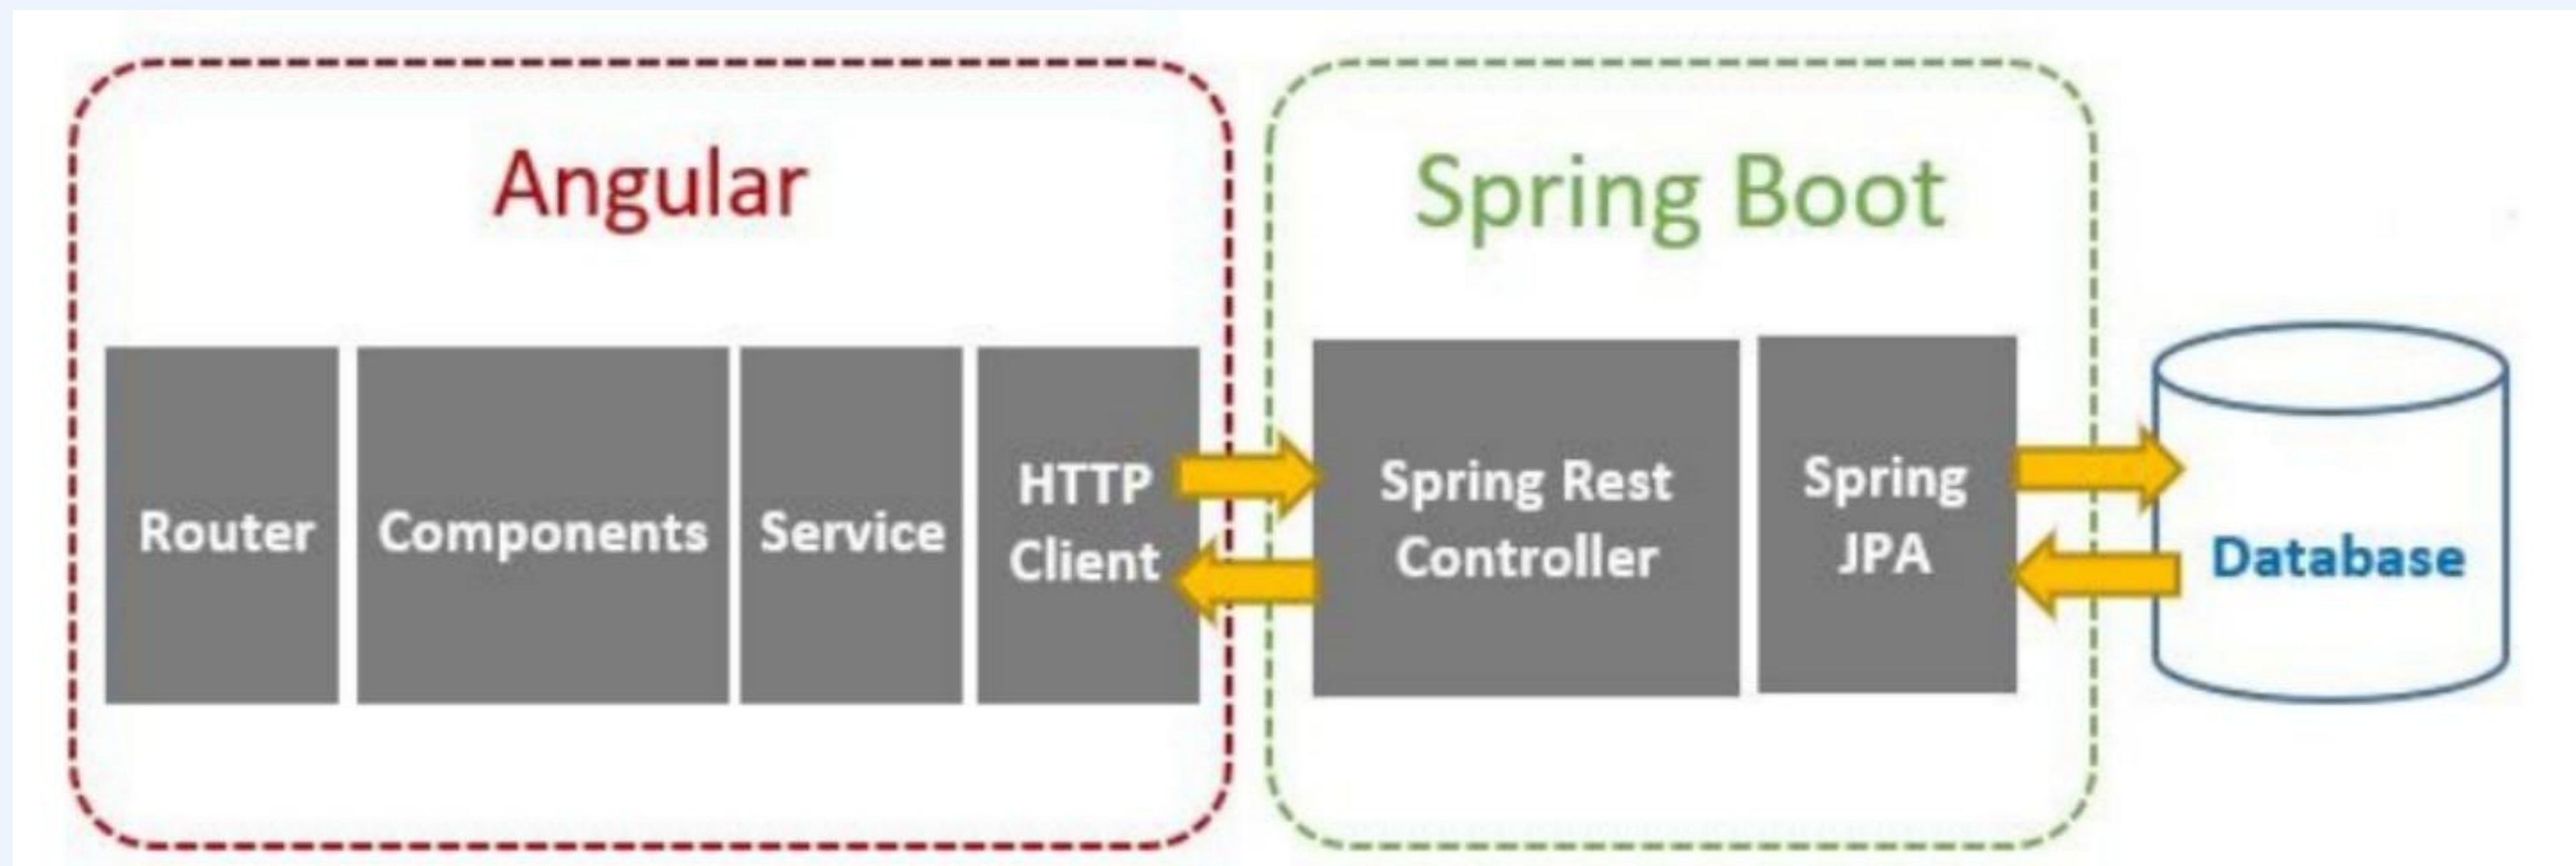 Angular
Spring Boot
Router
Components
Service
HTTP
Client
Spring Rest
Controller
Spring
JPA
Database